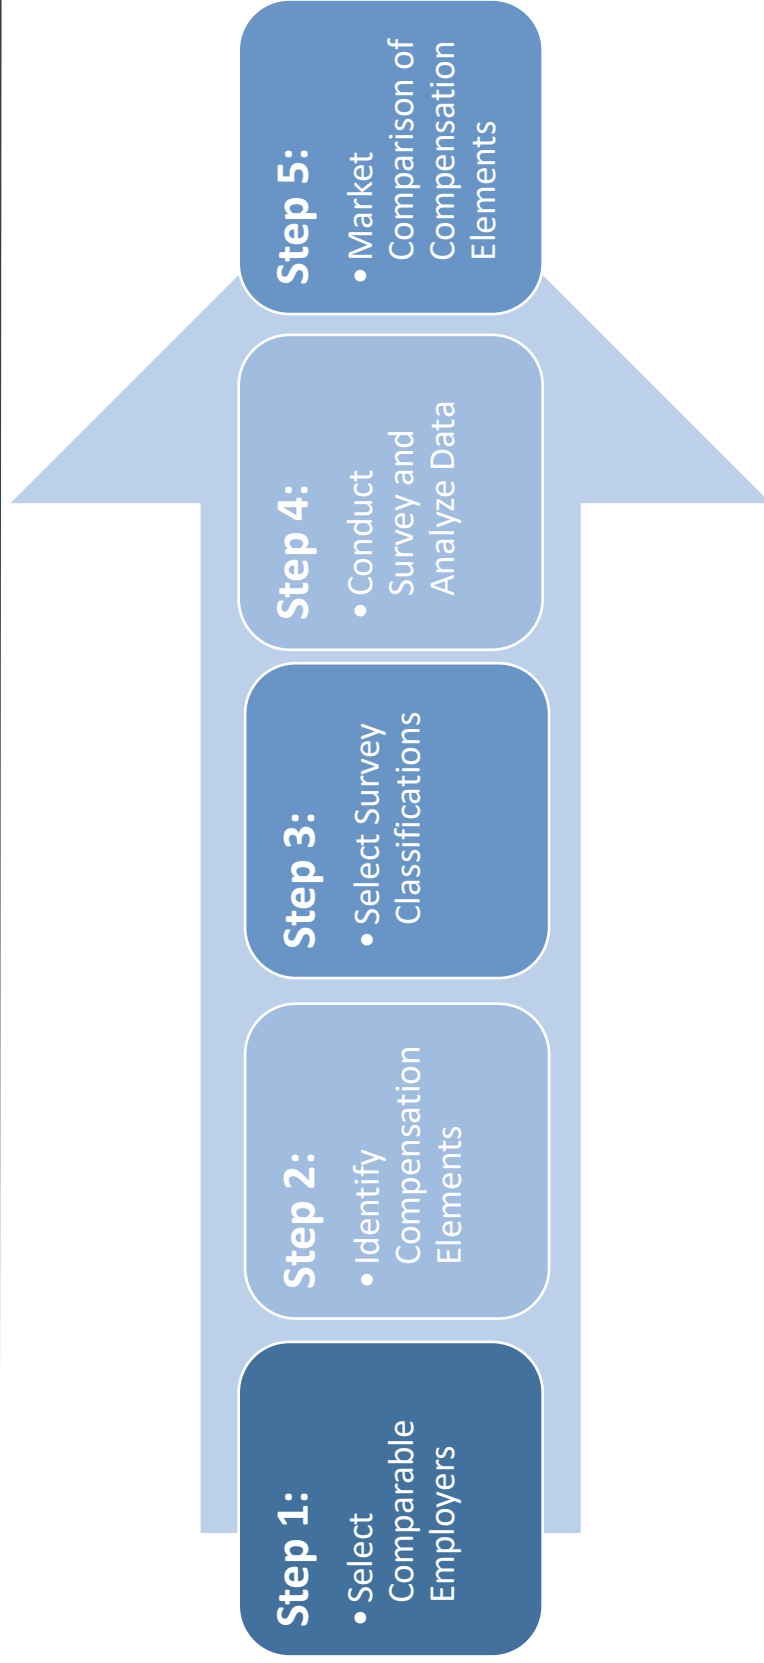 Step 1:
• Select
Comparable
Employers
Step 2:
• Identify
Compensation
Elements
Step 3:
• Select Survey
Classifications
Step 4:
• Conduct
Survey and
Analyze Data
Step 5:
• Market
Comparison of
Compensation
Elements